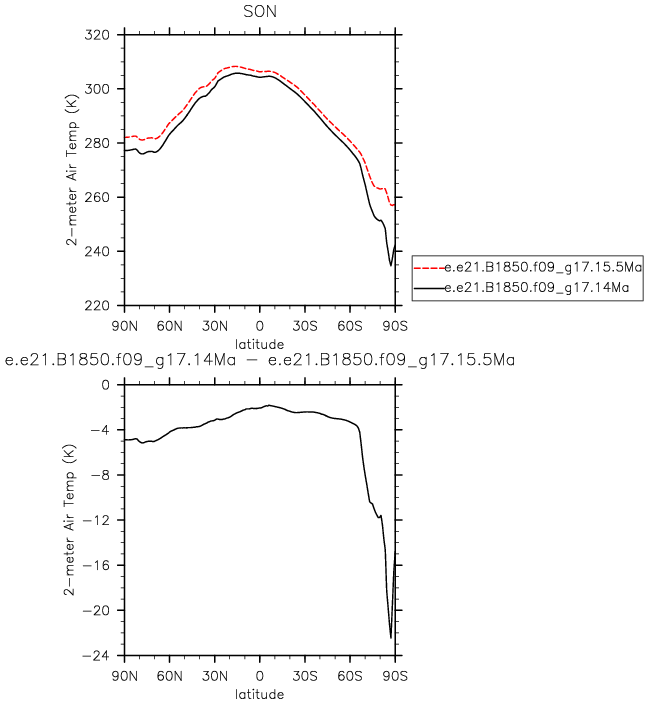 SON
320
300
280
260
240
220
2-meter Air Temp (K)
90N 60N 30N 0 30S 60S 90S
latitude
e.e21.B1850.f09_g17.15.5Ma
e.e21.B1850.f09_g17.14Ma
e.e21.B1850.f09_g17.14Ma - e.e21.B1850.f09_g17.15.5Ma
0
-4
-8
-12
-16
-20
-24
2-meter Air Temp (K)
90N 60N 30N 0 30S 60S 90S
latitude